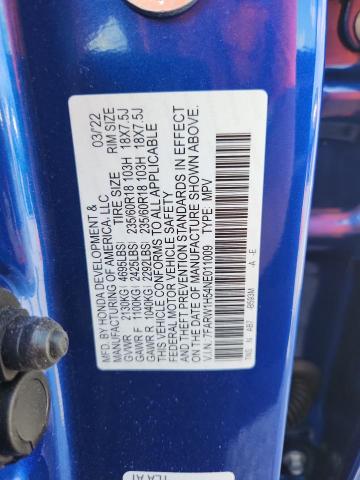 MFD. BY HONDA DEVELOPMENT & 03/22
MANUFACTURING OF AMERICA, LLC
TIRE SIZE RIM SIZE
GVWR 2130KG 4695LBS
GAWR F 1100KG 2425LBS 235/60R18 103H 18X7.5J
GAWR R 1040KG 2292LBS 235/60R18 103H 18X7.5J
THIS VEHICLE CONFORMS TO ALL APPLICABLE
FEDERAL MOTOR VEHICLE SAFETY
AND THEFT PREVENTION STANDARDS IN EFFECT
ON THE DATE OF MANUFACTURE SHOWN ABOVE.
V.I.N.: 7FARW1H54NE011009 TYPE: MPV